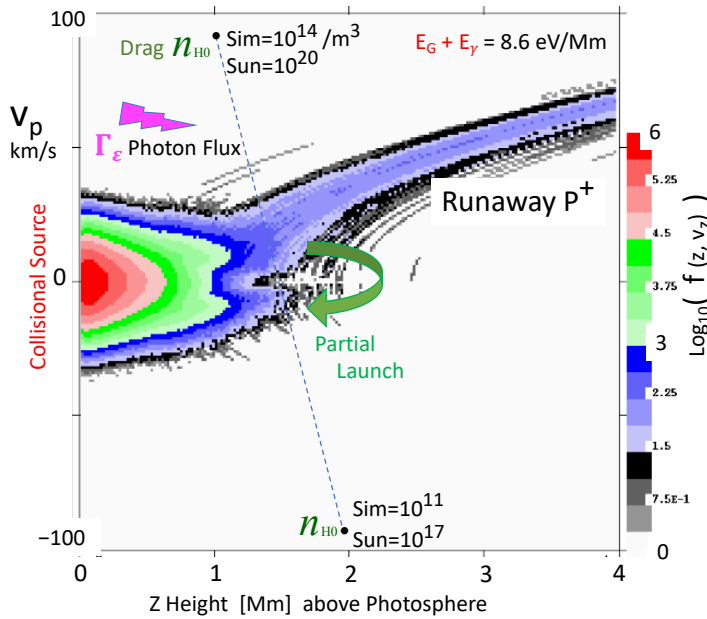 100
Drag n_H0
Sim=10^14 /m^3
Sun=10^20
E_G + E_γ = 8.6 eV/Mm
V_p
km/s
Γ_ε Photon Flux
50
Runaway P^+
Collisional Source
0
Partial
Launch
n_H0
Sim=10^11
Sun=10^17
−100
0
1
2
3
4
Z Height [Mm] above Photosphere
6
5.25
4.5
3.75
3
2.25
1.5
7.5E-1
0
Log_10( f (z, v_z) )